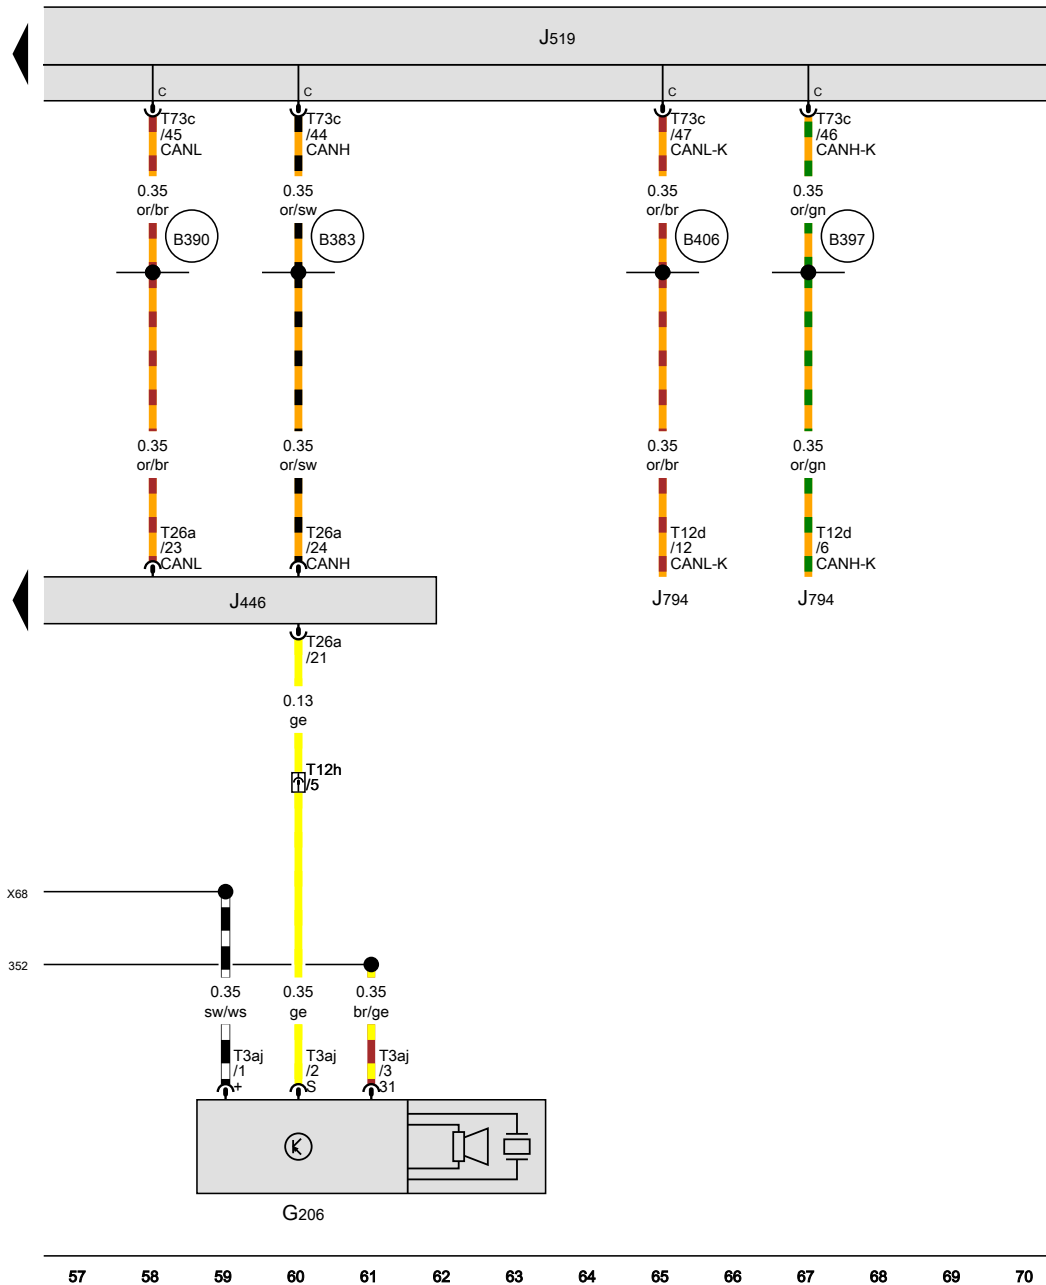 J519
C C C C
T73c T73c T73c T73c
/45 /44 /47 /46
CANL CANH CANL-K CANH-K
0.35 0.35 0.35 0.35
or/br or/sw or/br or/gn
B390 B383 B406 B397
0.35 0.35 0.35 0.35
or/br or/sw or/br or/gn
T26a T26a T12d T12d
/23 /24 /12 /6
CANL CANH CANL-K CANH-K
J446 J794 J794
T26a
/21
0.13
ge
T12h
/5
X68
352
0.35 0.35 0.35
sw/ws ge br/ge
T3aj T3aj T3aj
/1 /2 /3
+ S 31
G206
57 58 59 60 61 62 63 64 65 66 67 68 69 70